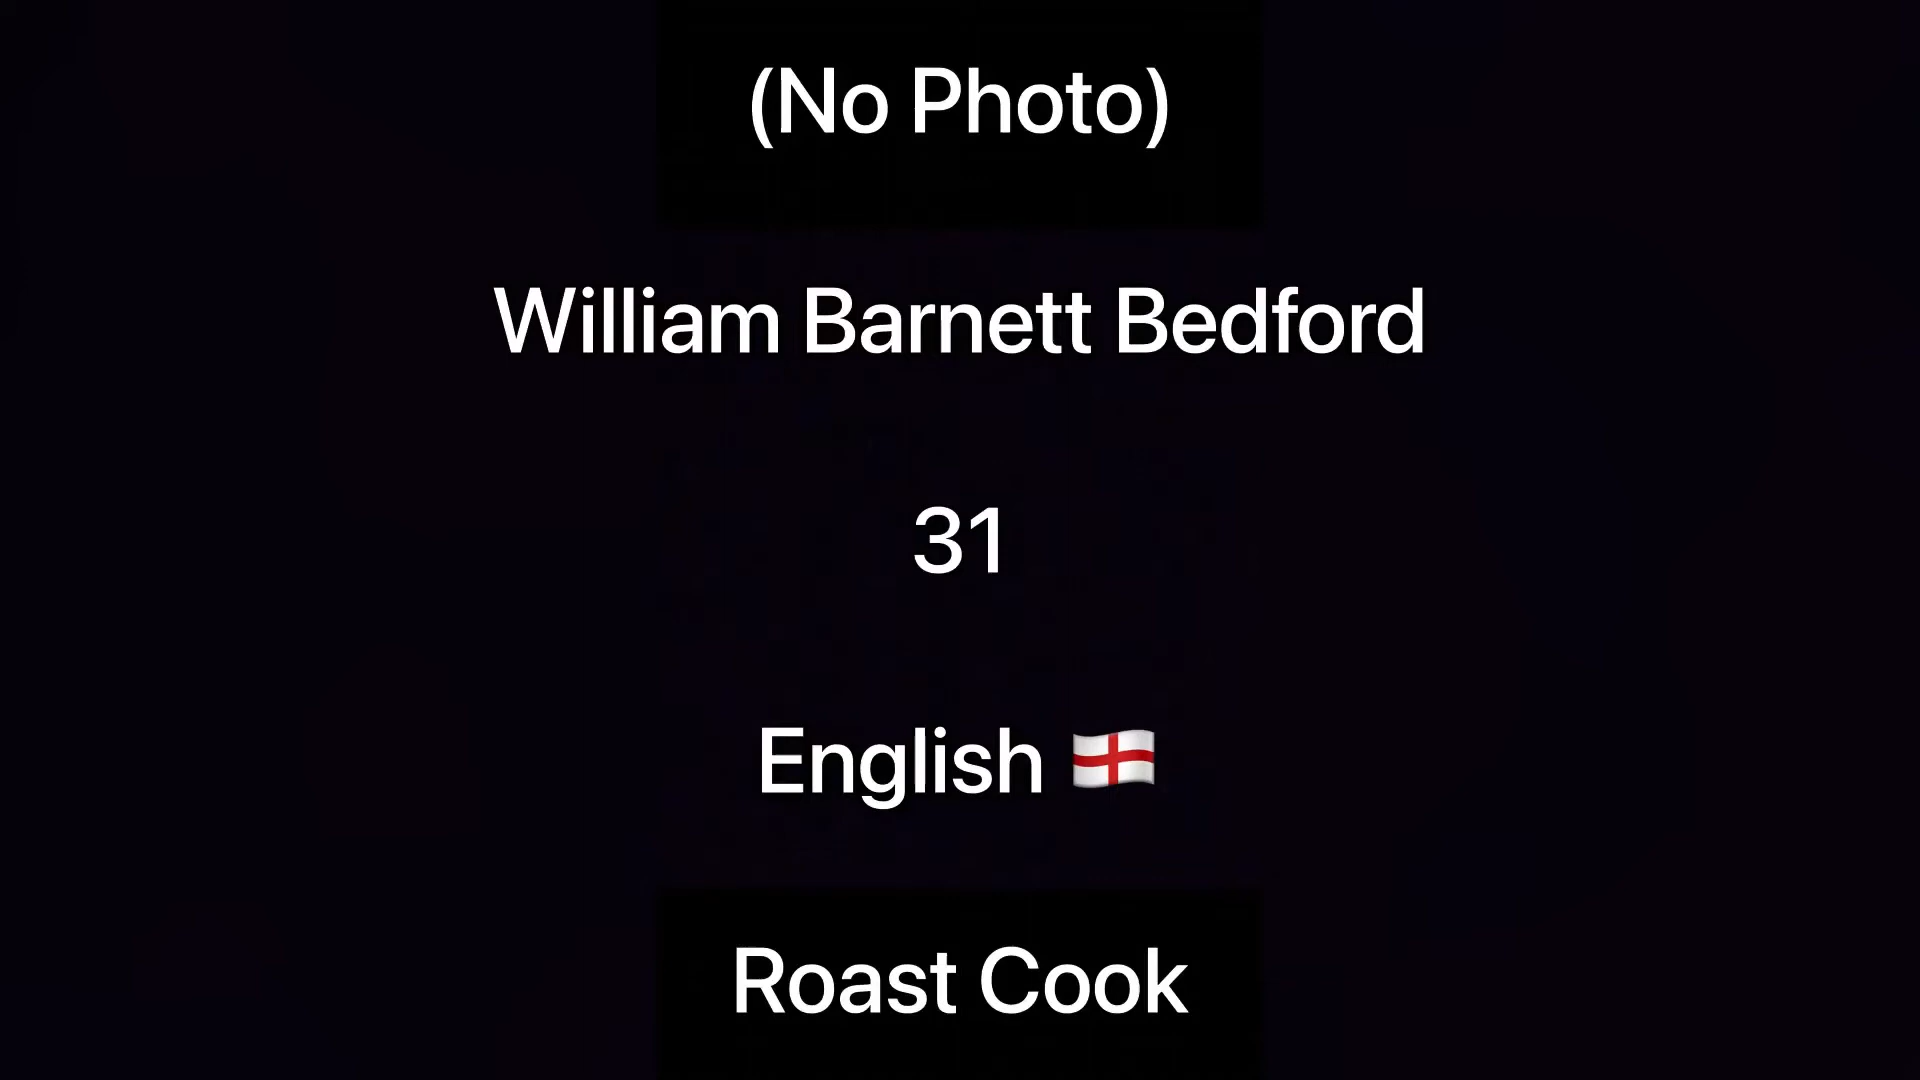 (No Photo)
William Barnett Bedford
31
English 🏴󠁧󠁢󠁥󠁮󠁧󠁿
Roast Cook